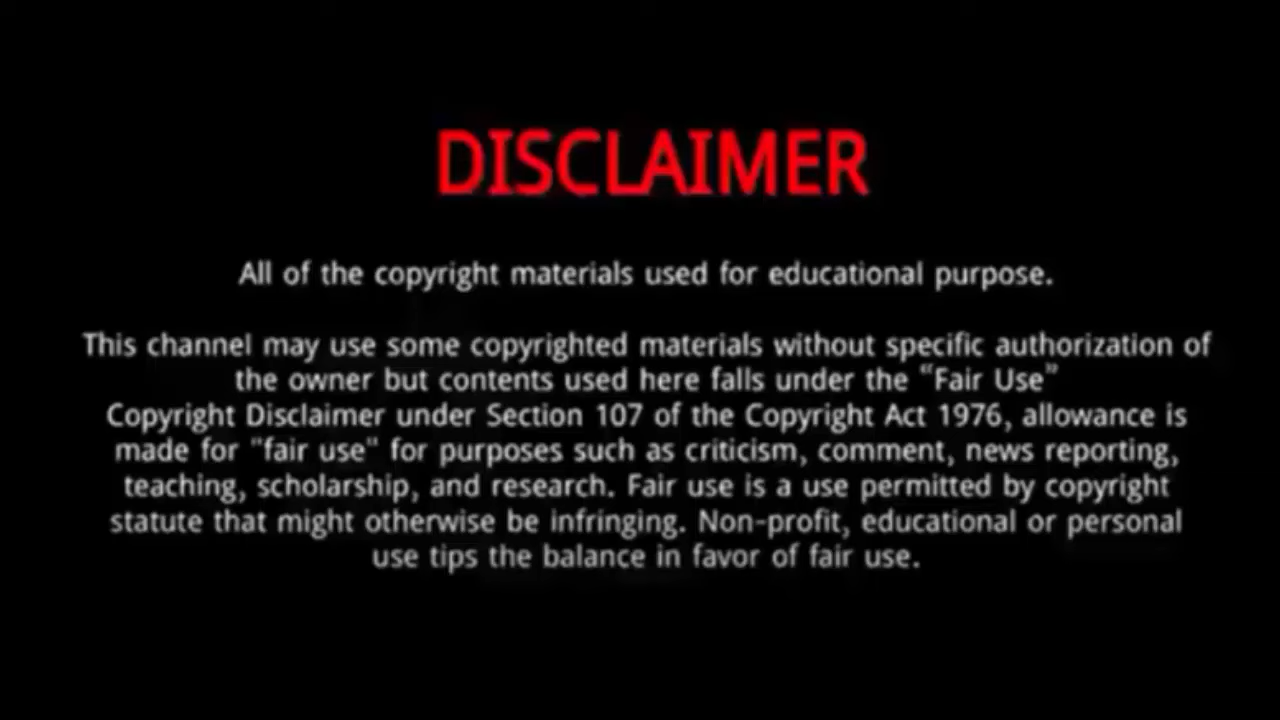 DISCLAIMER
All of the copyright materials used for educational purpose.
This channel may use some copyrighted materials without specific authorization of
the owner but contents used here falls under the “Fair Use”
Copyright Disclaimer under Section 107 of the Copyright Act 1976, allowance is
made for "fair use" for purposes such as criticism, comment, news reporting,
teaching, scholarship, and research. Fair use is a use permitted by copyright
statute that might otherwise be infringing. Non-profit, educational or personal
use tips the balance in favor of fair use.